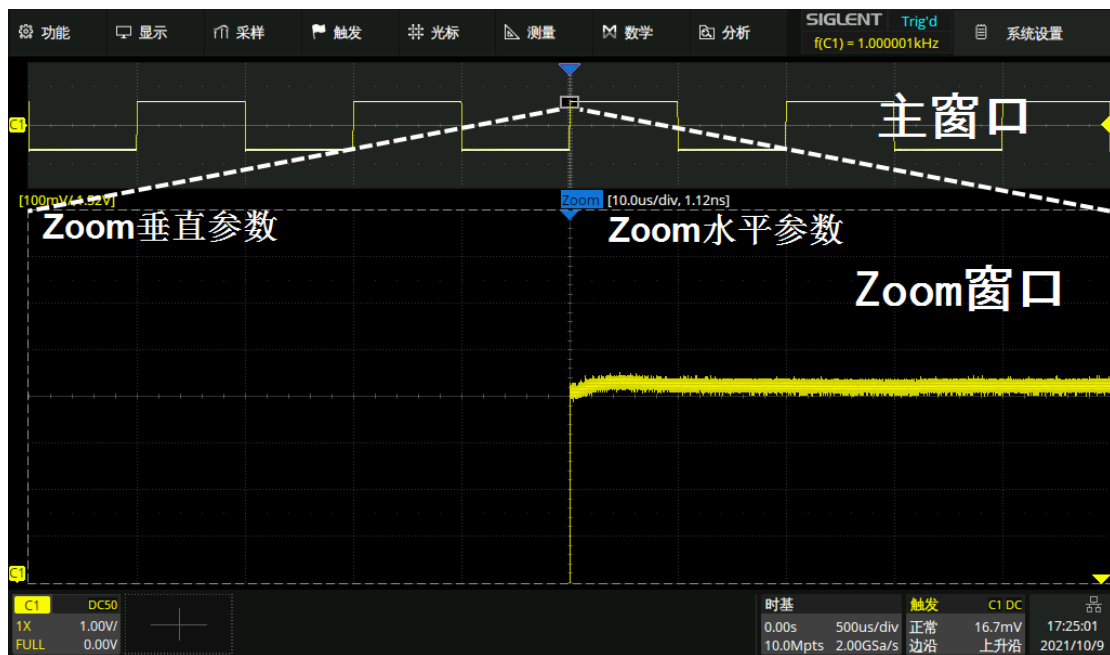 功能 显示 采样 触发 光标 测量 数学 分析 SIGLENT Trig'd 系统设置
f(C1) = 1.000001kHz
C1 主窗口
[100mV/, 1.52V] Zoom [10.0us/div, 1.12ns]
Zoom垂直参数 Zoom水平参数
Zoom窗口
C1
C1 DC50 时基 触发 C1 DC
1X 1.00V/ 0.00s 500us/div 正常 16.7mV 17:25:01
FULL 0.00V 10.0Mpts 2.00GSa/s 边沿 上升沿 2021/10/9